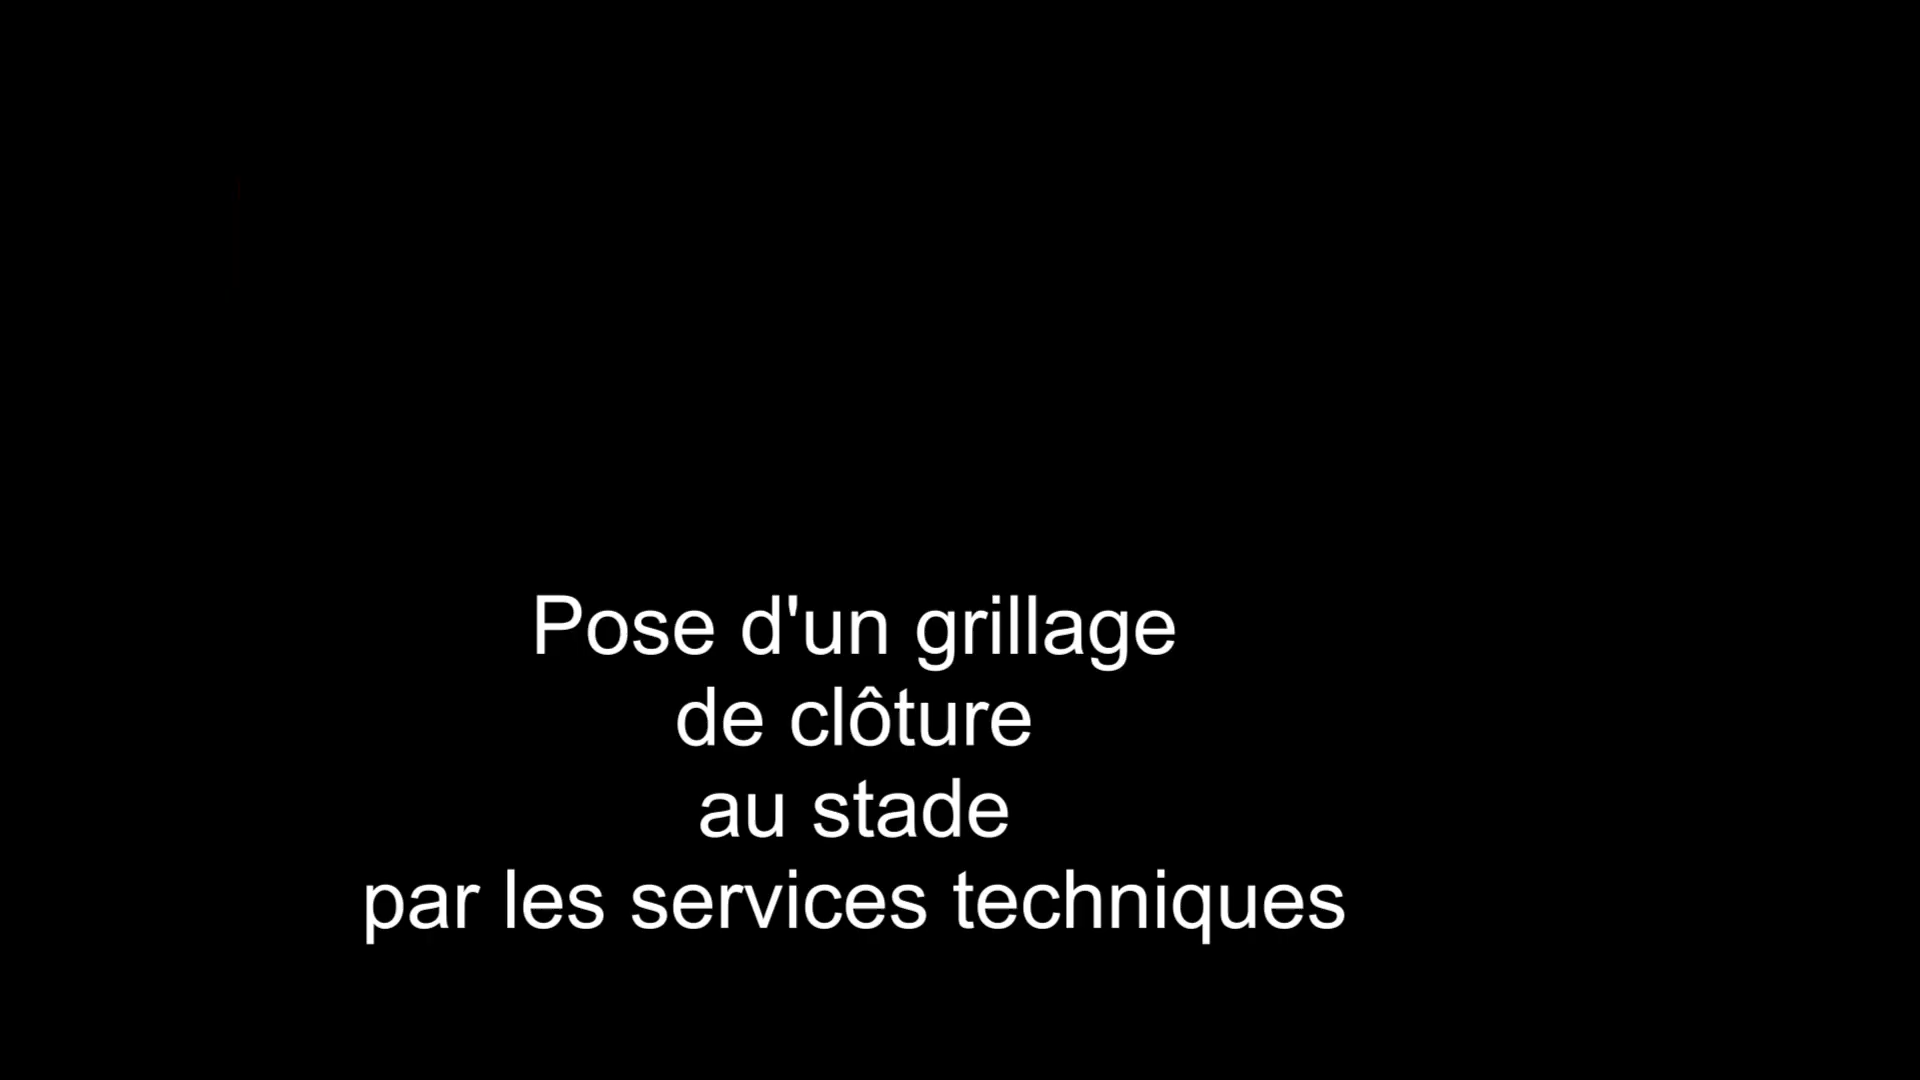 Pose d'un grillage
de clôture
au stade
par les services techniques